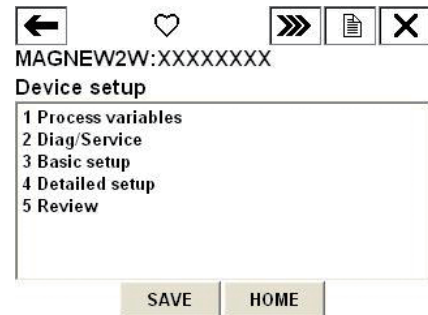 MAGNEW2W:XXXXXXXX
Device setup
1 Process variables
2 Diag/Service
3 Basic setup
4 Detailed setup
5 Review
SAVE HOME